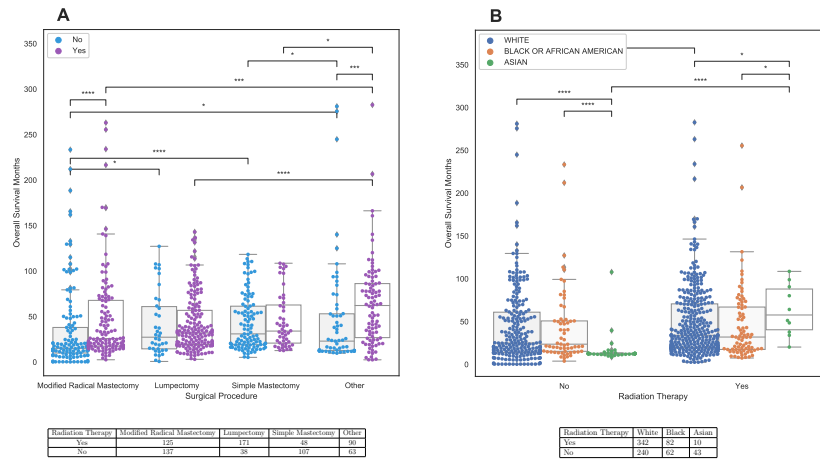 A
No
Yes
350
300
250
200
150
100
50
0
Overall Survival Months
****
***
*
****
*
****
*
*
***
Modified Radical Mastectomy Lumpectomy Simple Mastectomy Other
Surgical Procedure
Radiation Therapy Modified Radical Mastectomy Lumpectomy Simple Mastectomy Other
Yes 125 171 48 90
No 137 38 107 63
B
WHITE
BLACK OR AFRICAN AMERICAN
ASIAN
350
300
250
200
150
100
50
0
Overall Survival Months
****
****
****
*
*
No Yes
Radiation Therapy
Radiation Therapy White Black Asian
Yes 342 82 10
No 240 62 43